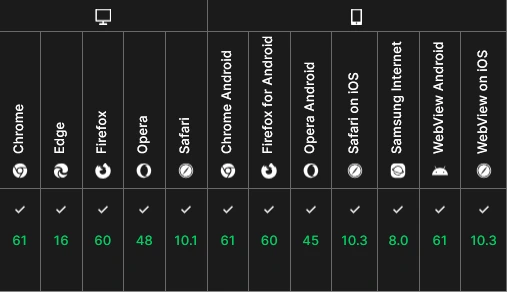 Chrome
Edge
Firefox
Opera
Safari
Chrome Android
Firefox for Android
Opera Android
Safari on iOS
Samsung Internet
WebView Android
WebView on iOS
61 16 60 48 10.1 61 60 45 10.3 8.0 61 10.3